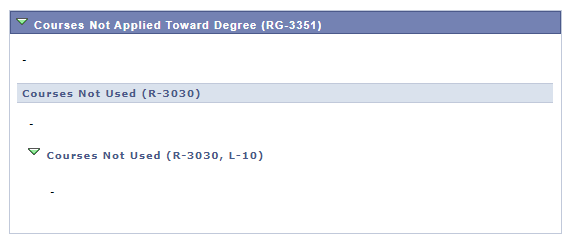 Courses Not Applied Toward Degree (RG-3351)
-
Courses Not Used (R-3030)
-
Courses Not Used (R-3030, L-10)
-